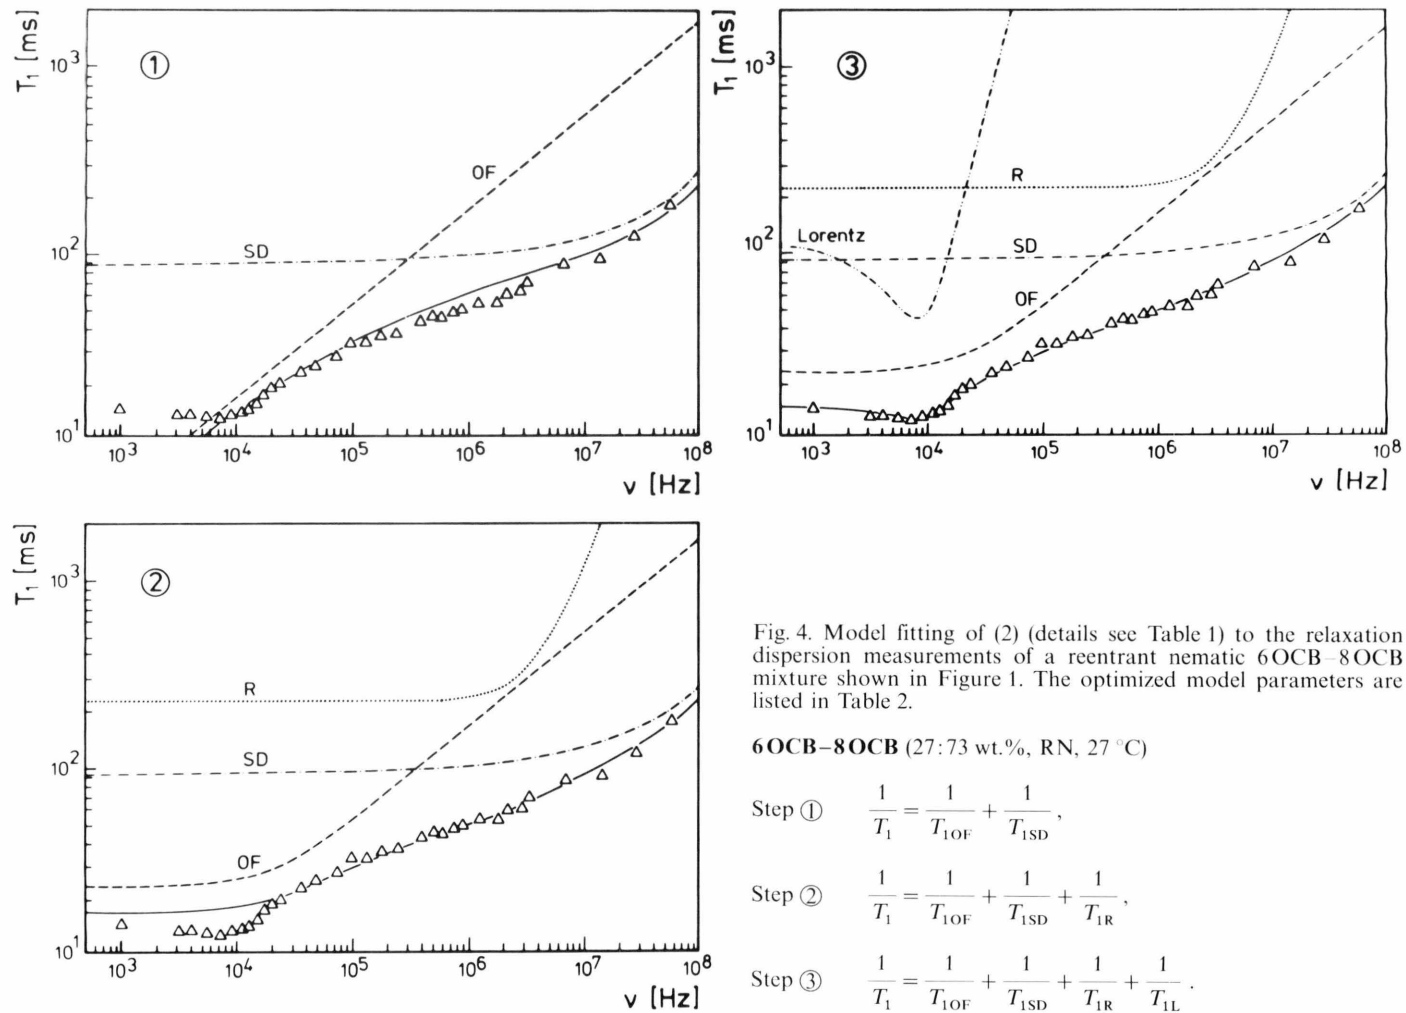 T₁ [ms]
10³
10²
10¹
①
OF
SD
10³ 10⁴ 10⁵ 10⁶ 10⁷ 10⁸
ν [Hz]
T₁ [ms]
10³
10²
10¹
③
R
Lorentz
SD
OF
10³ 10⁴ 10⁵ 10⁶ 10⁷ 10⁸
ν [Hz]
T₁ [ms]
10³
10²
10¹
②
R
SD
OF
10³ 10⁴ 10⁵ 10⁶ 10⁷ 10⁸
ν [Hz]
Fig. 4. Model fitting of (2) (details see Table 1) to the relaxation
dispersion measurements of a reentrant nematic 6OCB–8OCB
mixture shown in Figure 1. The optimized model parameters are
listed in Table 2.
6OCB–8OCB (27:73 wt.%, RN, 27 °C)
Step ① 1/T₁ = 1/T₁OF + 1/T₁SD ,
Step ② 1/T₁ = 1/T₁OF + 1/T₁SD + 1/T₁R ,
Step ③ 1/T₁ = 1/T₁OF + 1/T₁SD + 1/T₁R + 1/T₁L .